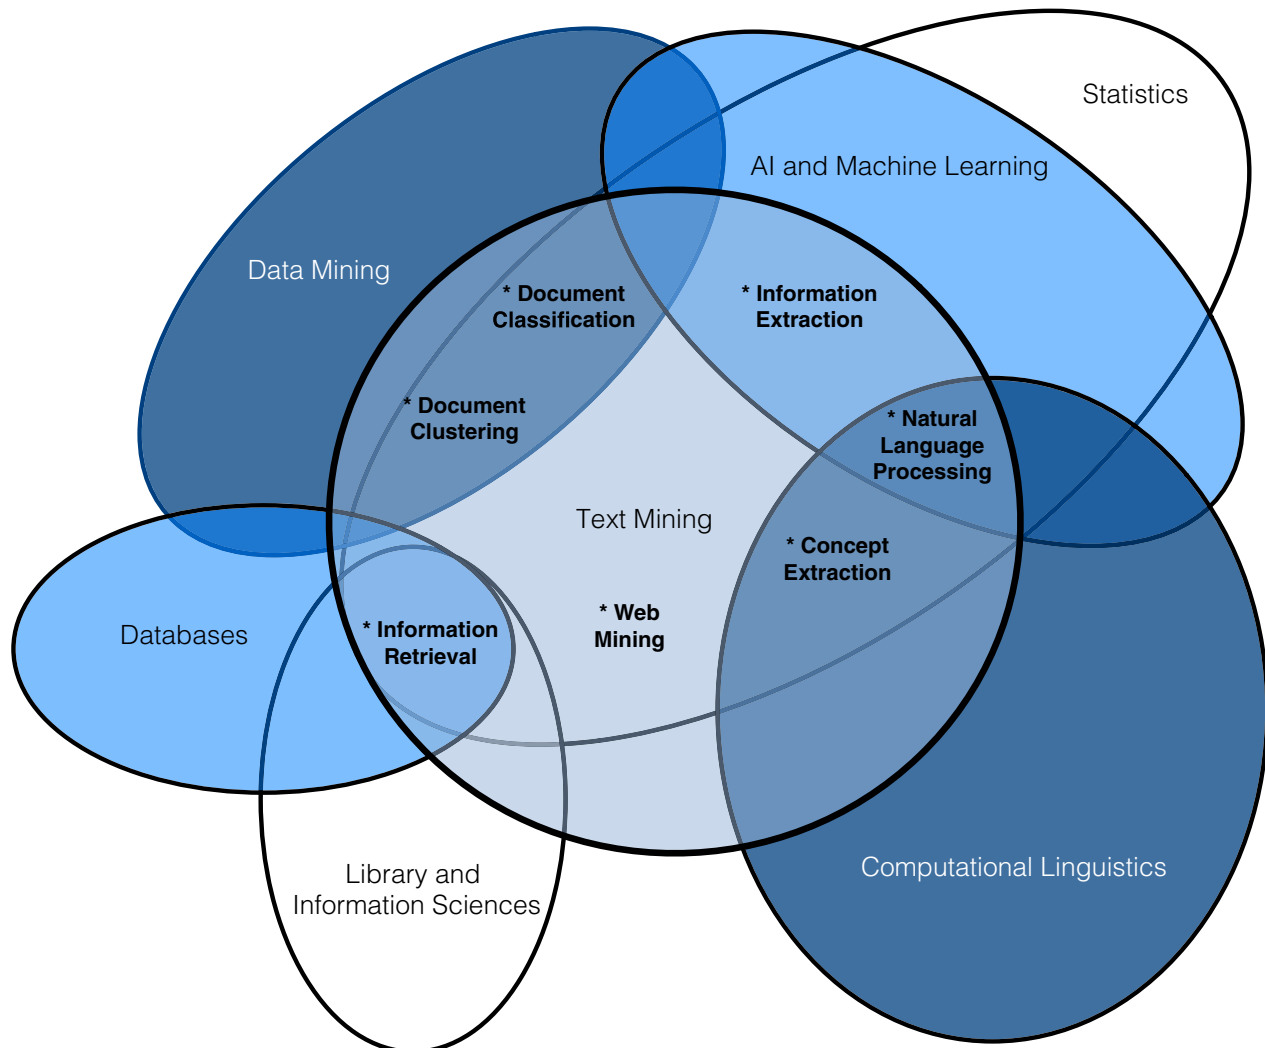 Statistics
AI and Machine Learning
Data Mining
* Document
Classification
* Information
Extraction
* Document
Clustering
* Natural
Language
Processing
Text Mining
* Concept
Extraction
* Web
Mining
Databases
* Information
Retrieval
Library and
Information Sciences
Computational Linguistics